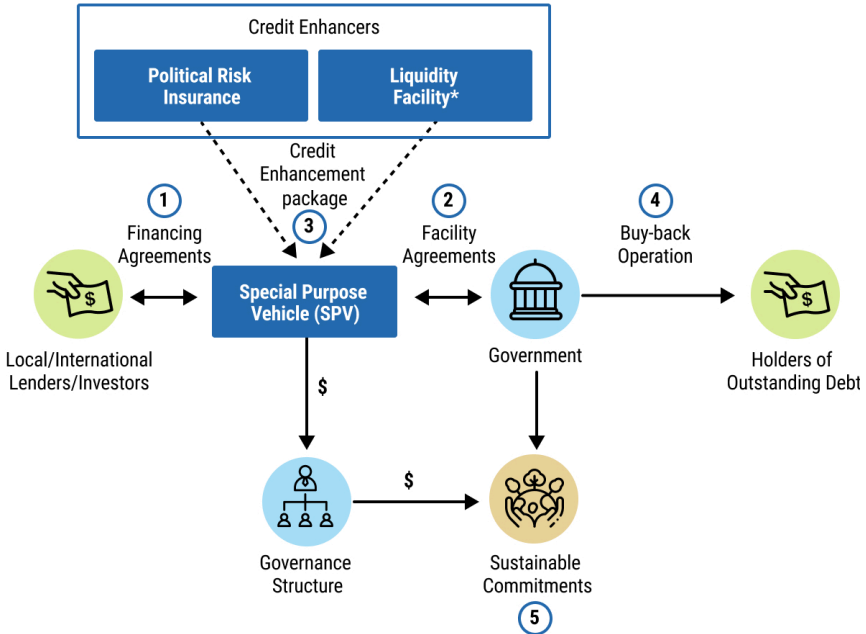 Credit Enhancers
Political Risk
Insurance
Liquidity
Facility*
Credit
Enhancement
package
3
1
Financing
Agreements
2
Facility
Agreements
4
Buy-back
Operation
$
Local/International
Lenders/Investors
Special Purpose
Vehicle (SPV)
Government
$
Holders of
Outstanding Debt
$
$
Governance
Structure
Sustainable
Commitments
5